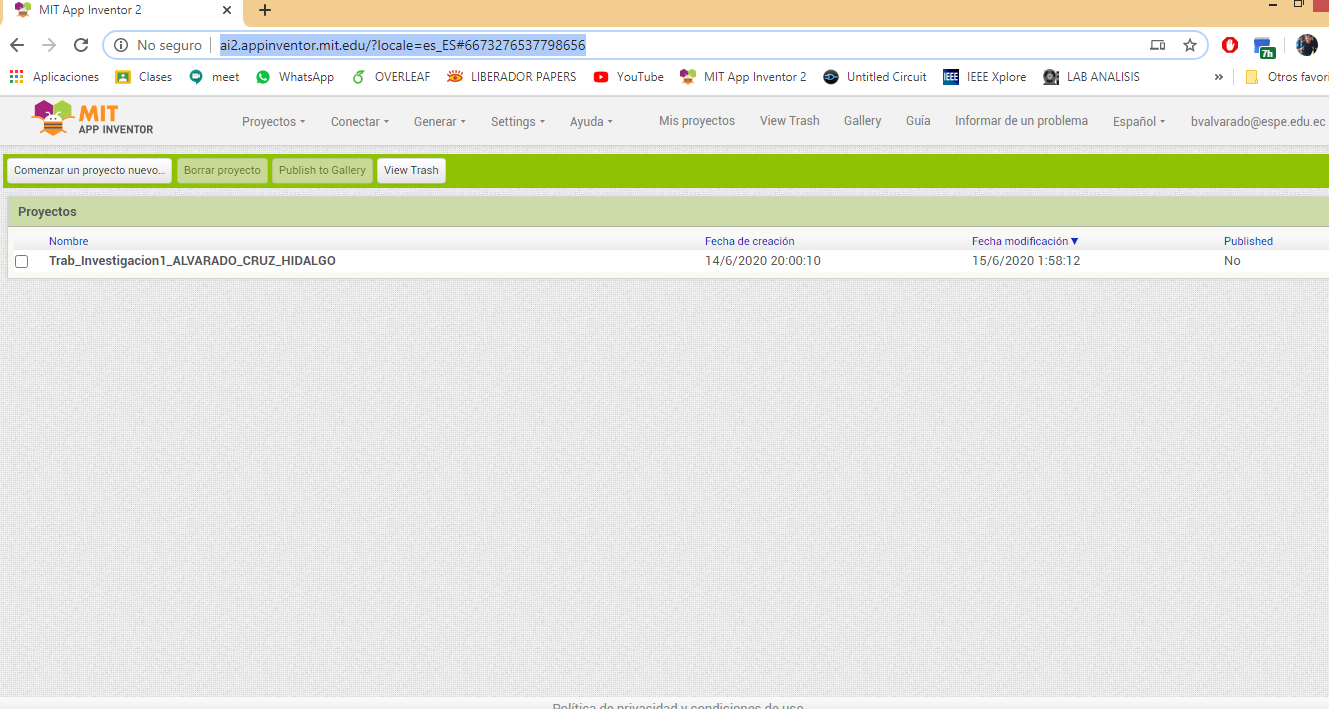 MIT App Inventor 2
No seguro ai2.appinventor.mit.edu/?locale=es_ES#6673276537798656
7h
Aplicaciones Clases meet WhatsApp OVERLEAF LIBERADOR PAPERS YouTube MIT App Inventor 2 Untitled Circuit IEEE IEEE Xplore LAB ANALISIS » Otros favori
MIT
APP INVENTOR
Proyectos Conectar Generar Settings Ayuda Mis proyectos View Trash Gallery Guía Informar de un problema Español bvalvarado@espe.edu.ec
Comenzar un proyecto nuevo... Borrar proyecto Publish to Gallery View Trash
Proyectos
Nombre Fecha de creación Fecha modificación▼ Published
Trab_Investigacion1_ALVARADO_CRUZ_HIDALGO 14/6/2020 20:00:10 15/6/2020 1:58:12 No
Política de privacidad y condiciones de uso